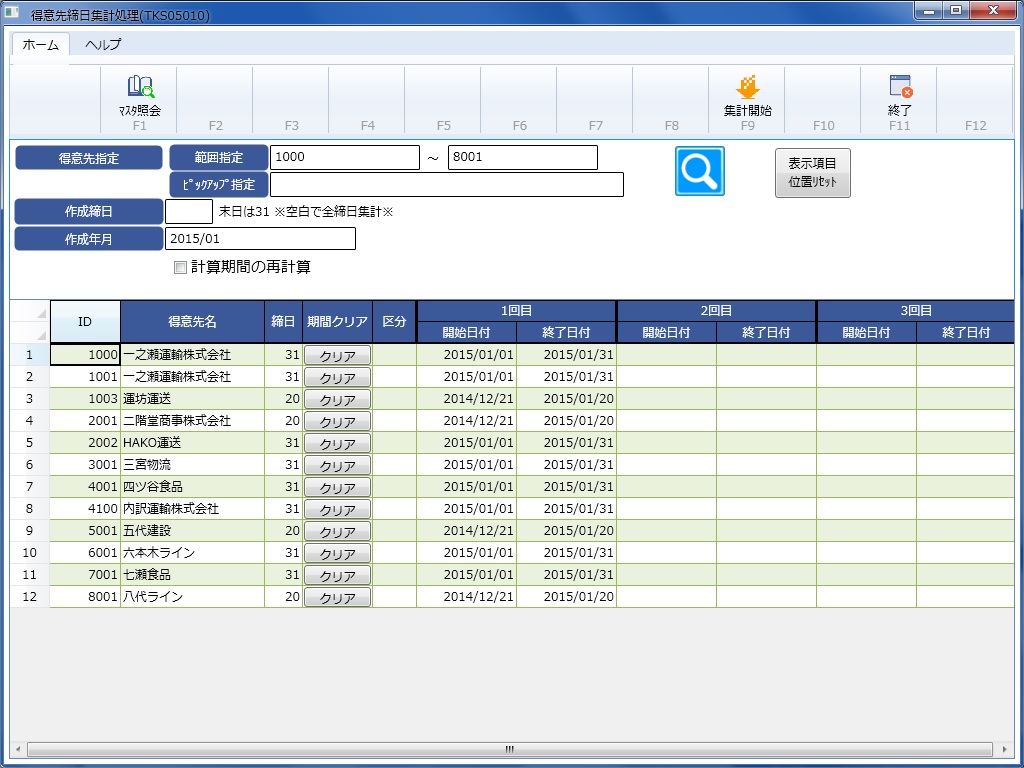 得意先締日集計処理(TKS05010)
ホーム ヘルプ
ﾏｽﾀ照会 集計開始 終了
F1 F2 F3 F4 F5 F6 F7 F8 F9 F10 F11 F12
得意先指定 範囲指定 1000 ～ 8001
ﾋﾟｯｸｱｯﾌﾟ指定
表示項目
位置ﾘｾｯﾄ
作成締日 末日は31 ※空白で全締日集計※
作成年月 2015/01
計算期間の再計算
ID 得意先名 締日 期間クリア 区分 1回目 2回目 3回目
開始日付 終了日付 開始日付 終了日付 開始日付 終了日付
1 1000 一之瀬運輸株式会社 31 クリア 2015/01/01 2015/01/31
2 1001 一之瀬運輸株式会社 31 クリア 2015/01/01 2015/01/31
3 1003 運坊運送 20 クリア 2014/12/21 2015/01/20
4 2001 二階堂商事株式会社 20 クリア 2014/12/21 2015/01/20
5 2002 HAKO運送 31 クリア 2015/01/01 2015/01/31
6 3001 三宮物流 31 クリア 2015/01/01 2015/01/31
7 4001 四ツ谷食品 31 クリア 2015/01/01 2015/01/31
8 4100 内訳運輸株式会社 31 クリア 2015/01/01 2015/01/31
9 5001 五代建設 20 クリア 2014/12/21 2015/01/20
10 6001 六本木ライン 31 クリア 2015/01/01 2015/01/31
11 7001 七瀬食品 31 クリア 2015/01/01 2015/01/31
12 8001 八代ライン 20 クリア 2014/12/21 2015/01/20